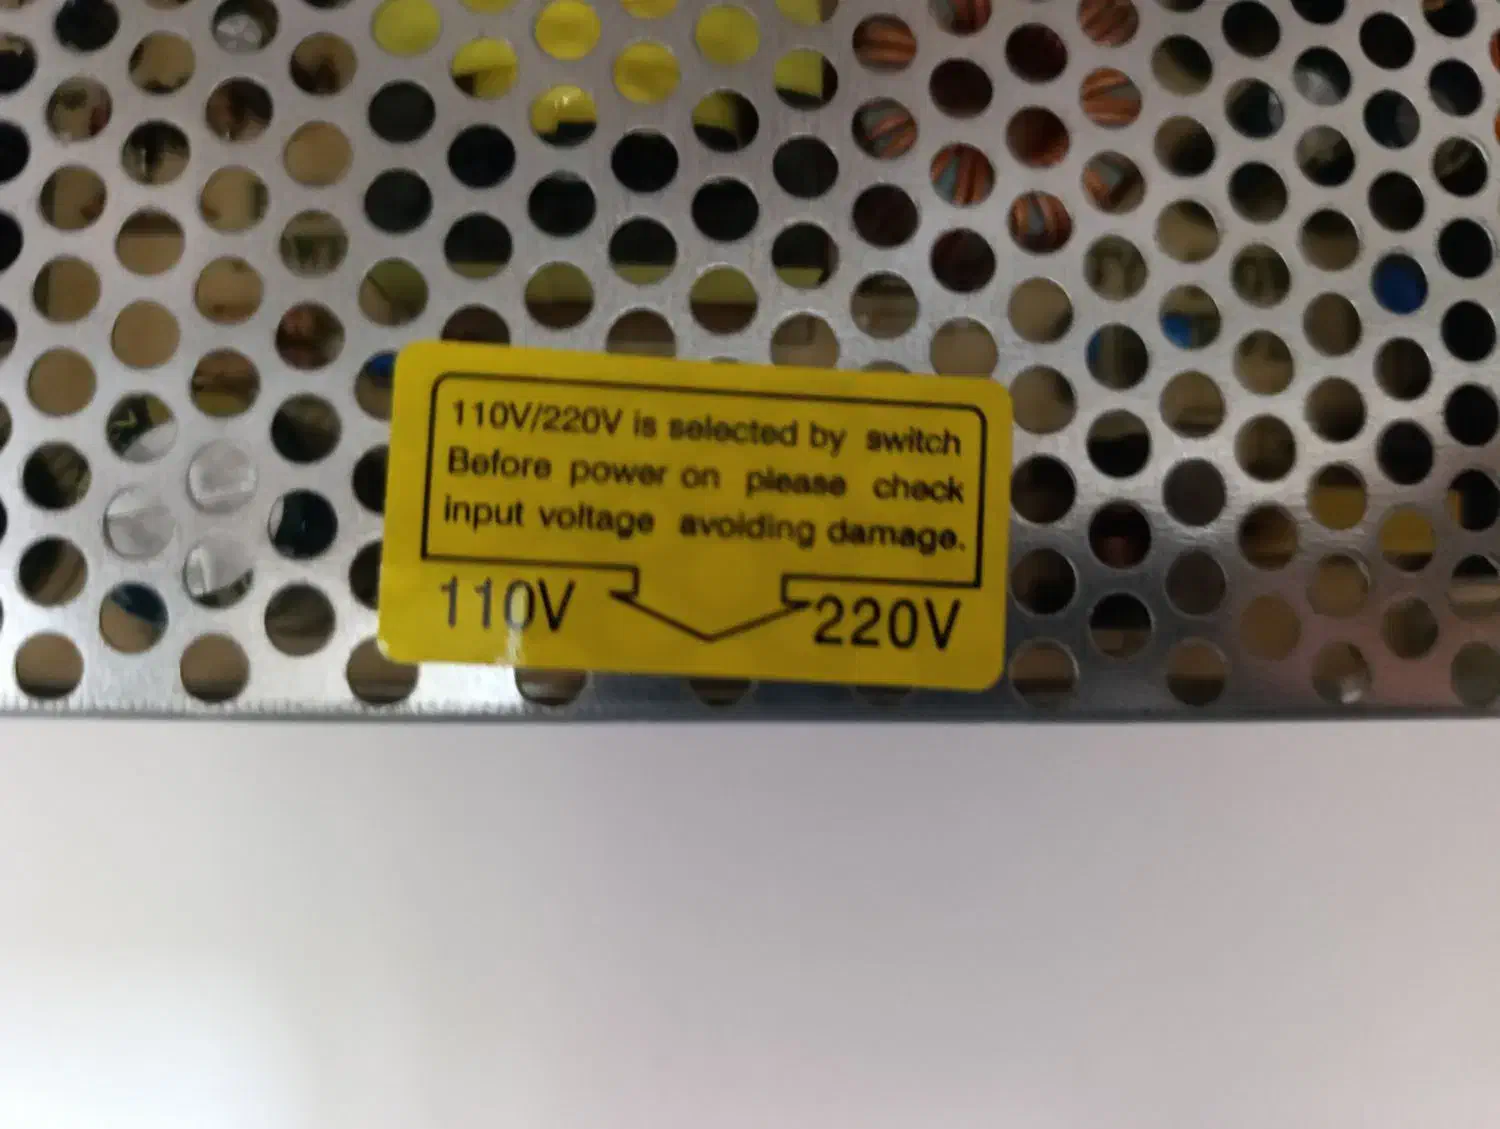 110V/220V is selected by switch
Before power on please check
input voltage avoiding damage.
110V 220V